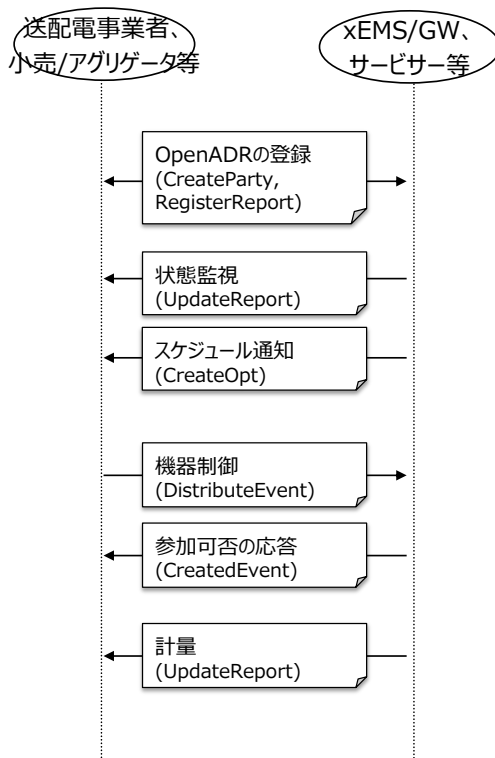 送配電事業者、
小売/アグリゲータ等
xEMS/GW、
サービサー等
OpenADRの登録
(CreateParty,
RegisterReport)
状態監視
(UpdateReport)
スケジュール通知
(CreateOpt)
機器制御
(DistributeEvent)
参加可否の応答
(CreatedEvent)
計量
(UpdateReport)